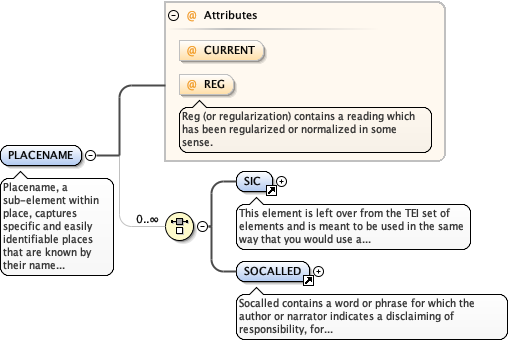 @ Attributes
@ CURRENT
@ REG
Reg (or regularization) contains a reading which
has been regularized or normalized in some
sense.
PLACENAME
Placename, a
sub-element within
place, captures
specific and easily
identifiable places
that are known by
their name...
0..∞
SIC
This element is left over from the TEI set of
elements and is meant to be used in the same
way that you would use a...
SOCALLED
Socalled contains a word or phrase for which the
author or narrator indicates a disclaiming of
responsibility, for...